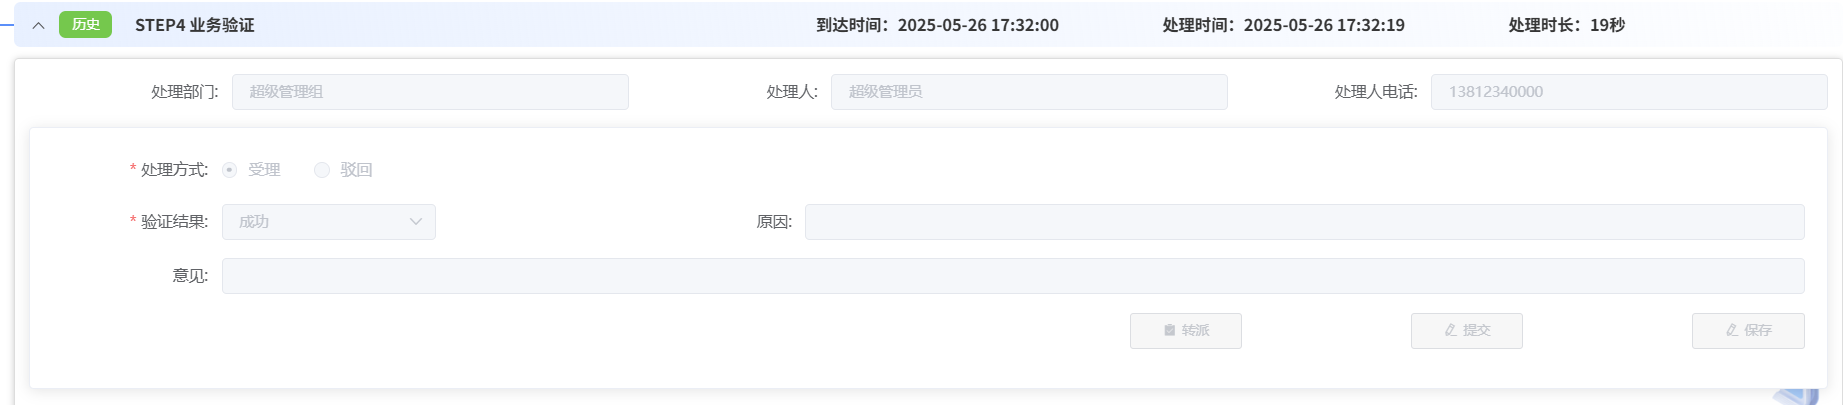 历史 STEP4 业务验证 到达时间：2025-05-26 17:32:00 处理时间：2025-05-26 17:32:19 处理时长：19秒
处理部门: 超级管理组 处理人: 超级管理员 处理人电话: 13812340000
* 处理方式: 受理 驳回
* 验证结果: 成功 原因:
意见:
转派 提交 保存